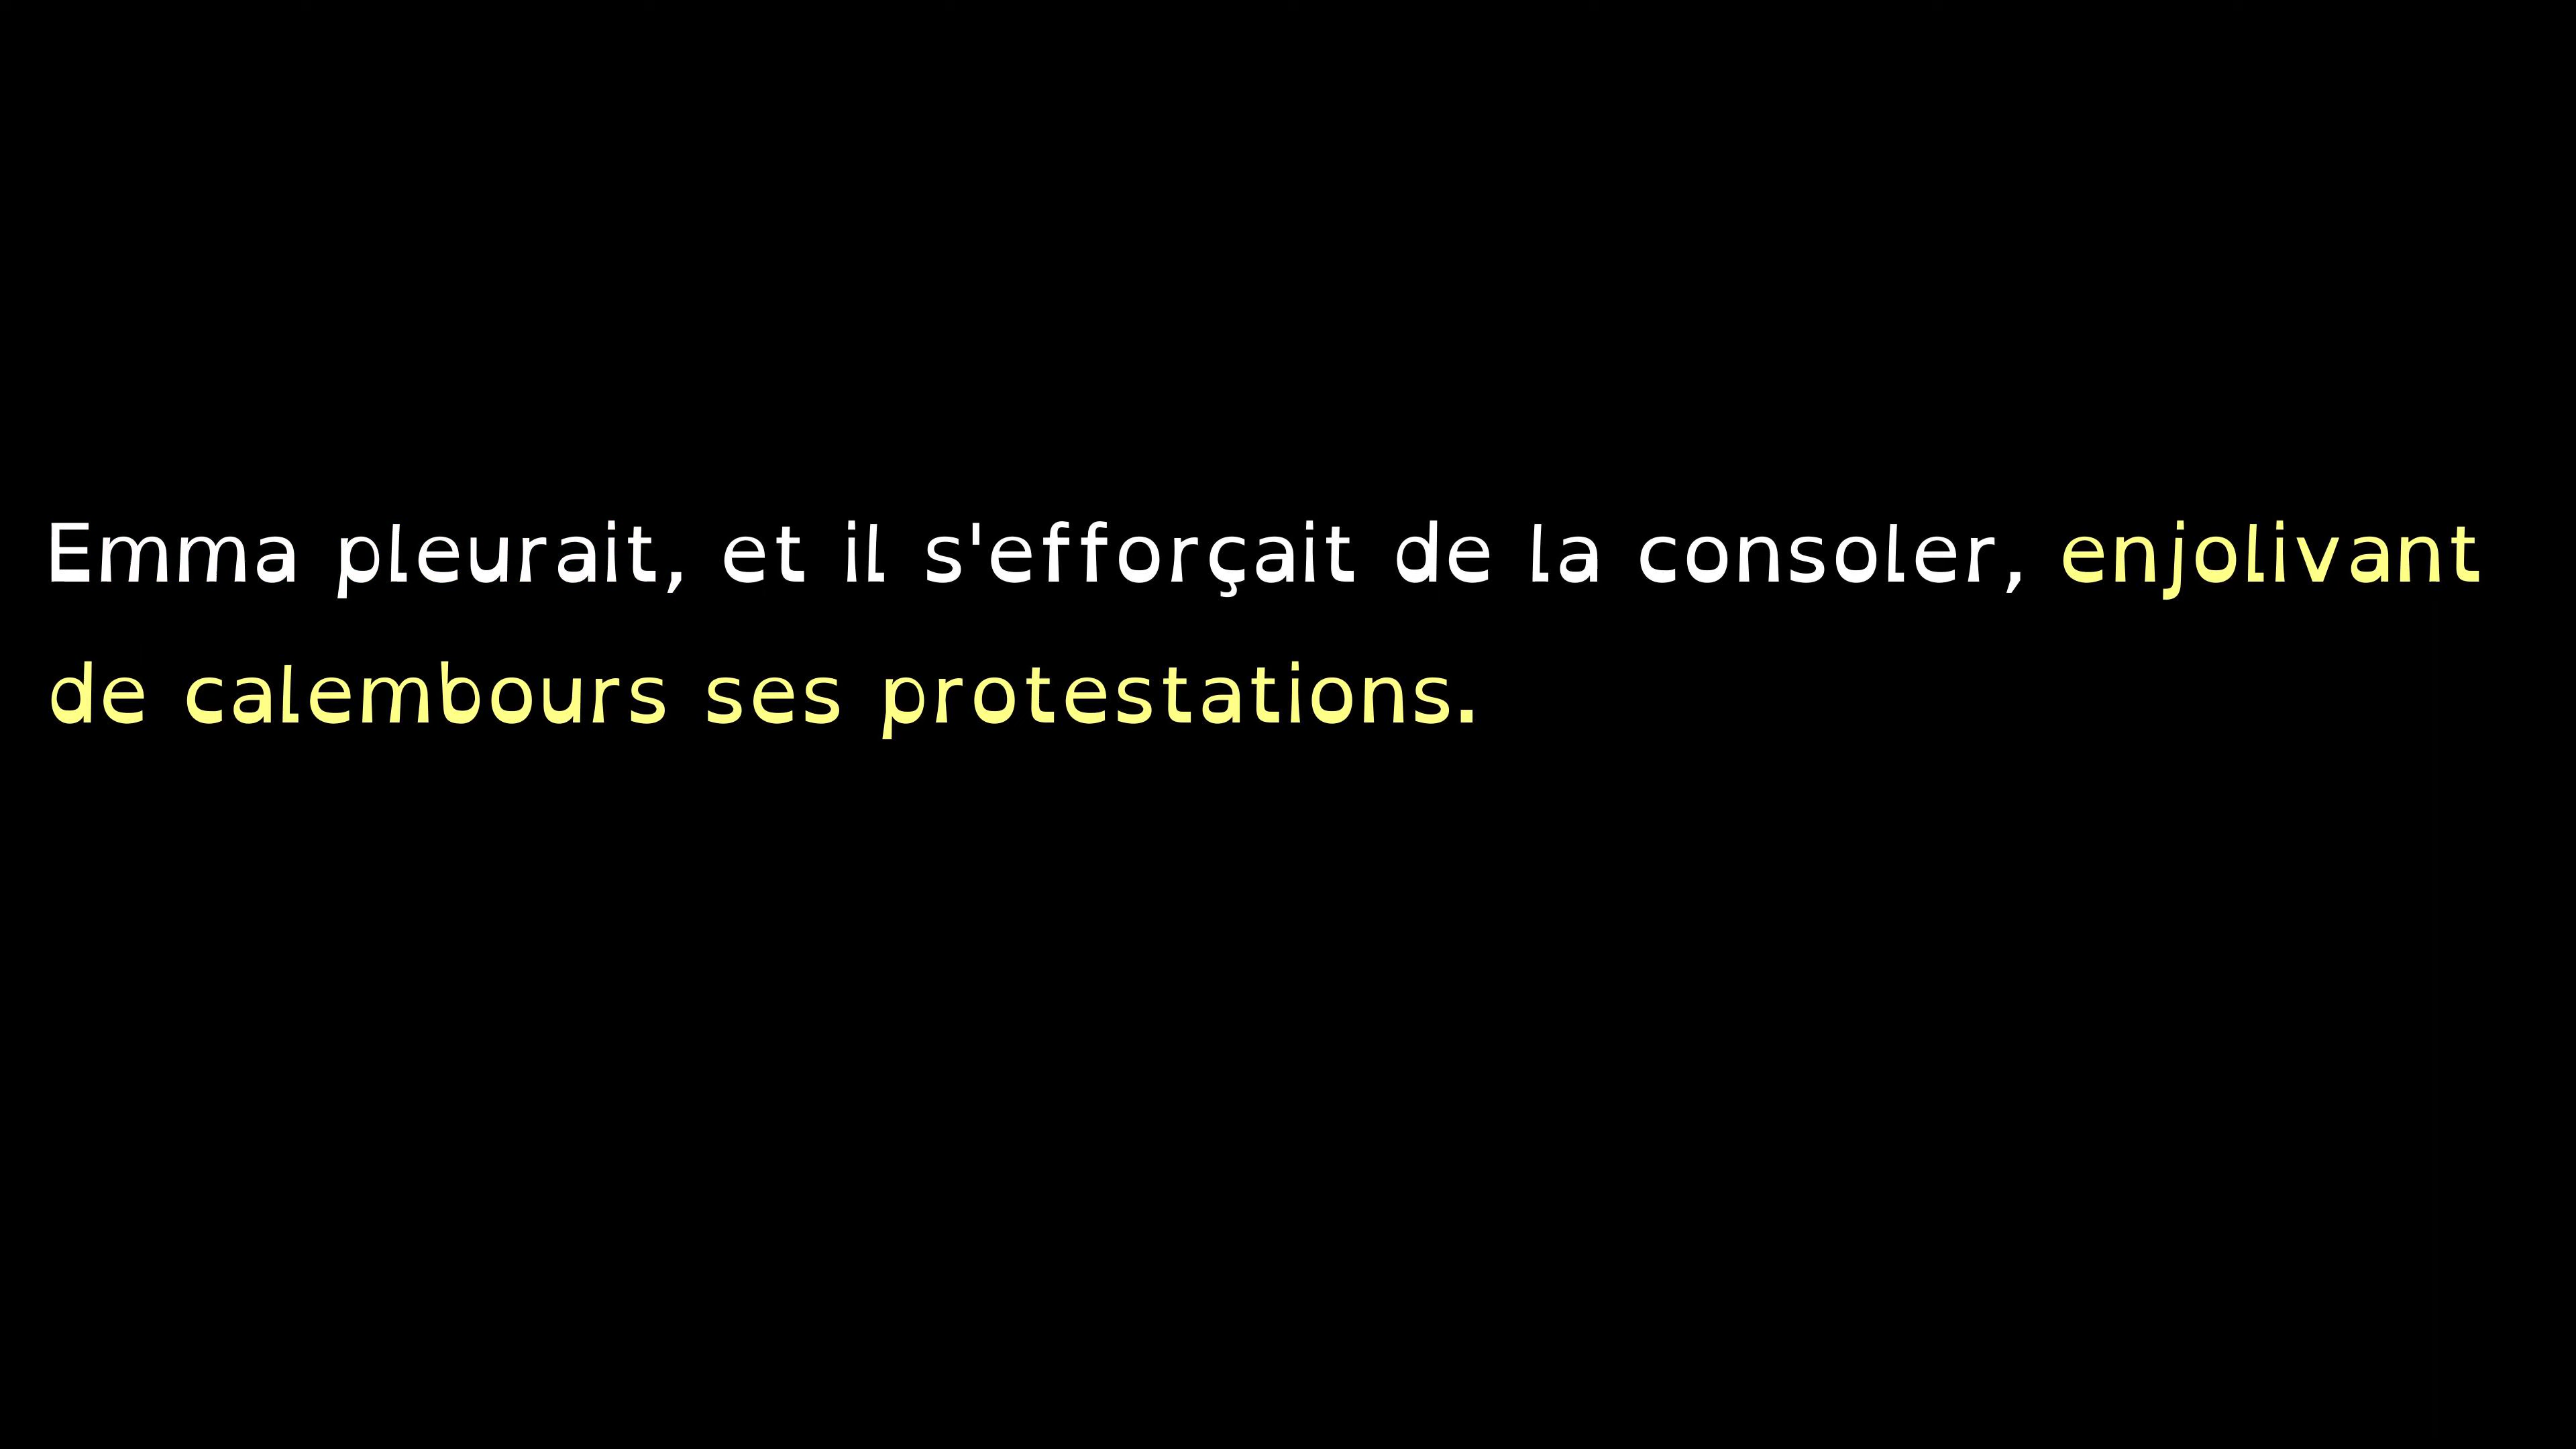 Emma pleurait, et il s'efforçait de la consoler, enjolivant
de calembours ses protestations.